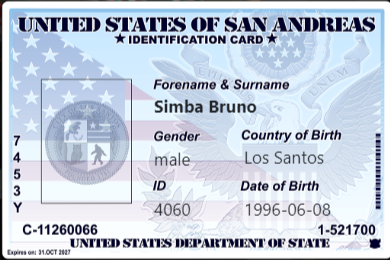 UNITED STATES OF SAN ANDREAS
★ IDENTIFICATION CARD ★
Forename & Surname
Simba Bruno
Gender Country of Birth
male Los Santos
ID Date of Birth
4060 1996-06-08
7
4
5
3
Y
C-11260066 1-521700
UNITED STATES DEPARTMENT OF STATE
Expires on: 31.OCT 2027